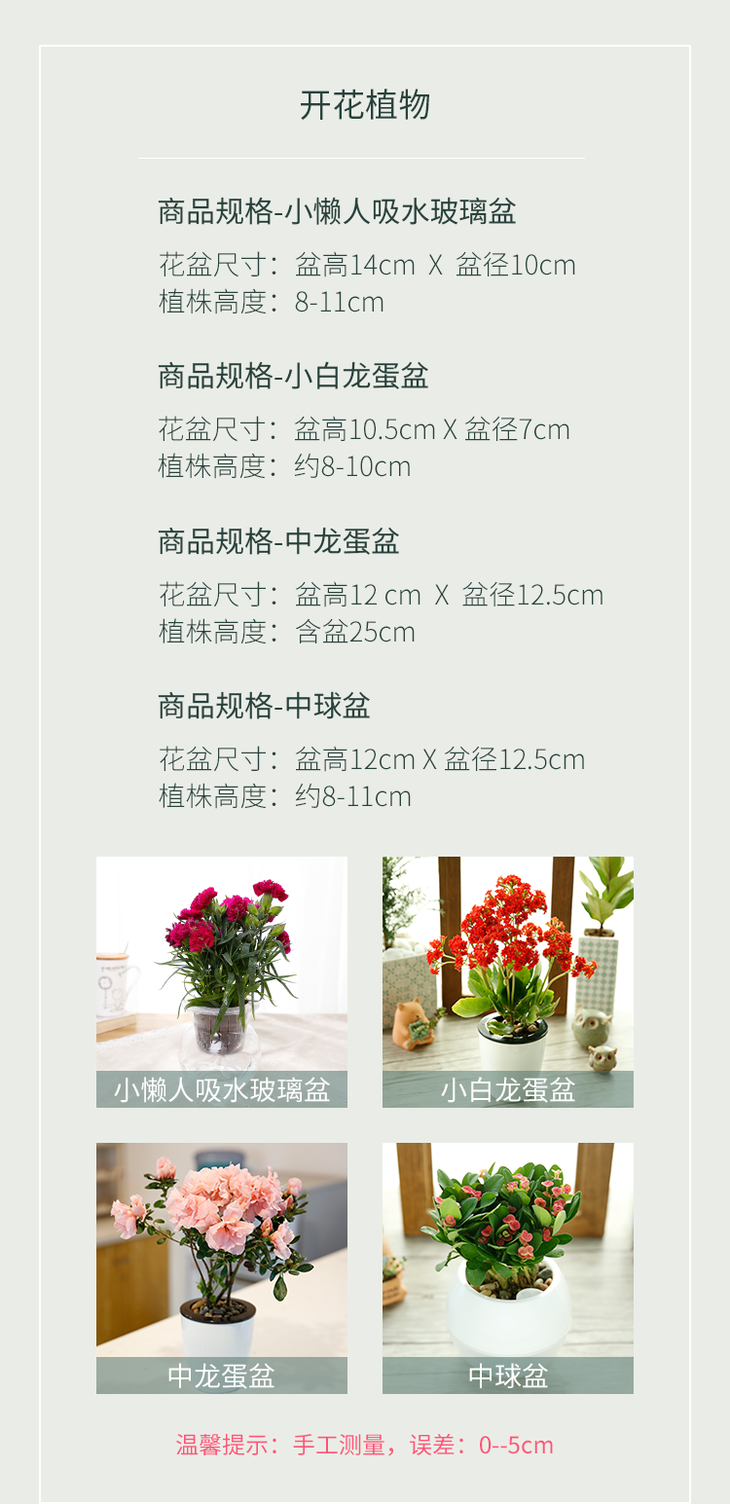 开花植物
商品规格-小懒人吸水玻璃盆
花盆尺寸：盆高14cm X 盆径10cm
植株高度：8-11cm
商品规格-小白龙蛋盆
花盆尺寸：盆高10.5cm X 盆径7cm
植株高度：约8-10cm
商品规格-中龙蛋盆
花盆尺寸：盆高12 cm X 盆径12.5cm
植株高度：含盆25cm
商品规格-中球盆
花盆尺寸：盆高12cm X 盆径12.5cm
植株高度：约8-11cm
小懒人吸水玻璃盆
小白龙蛋盆
中龙蛋盆
中球盆
温馨提示：手工测量，误差：0--5cm